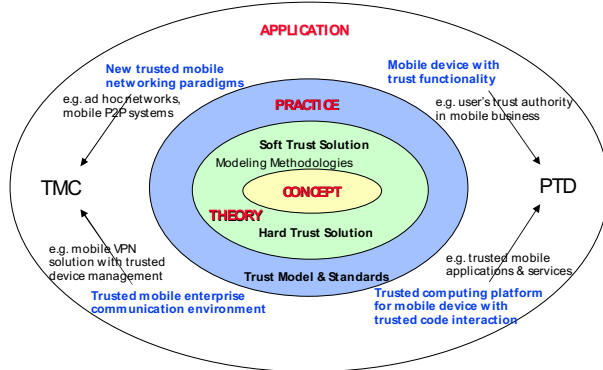 APPLICATION
New trusted mobile
networking paradigms
e.g. ad hoc networks,
mobile P2P systems
Mobile device with
trust functionality
e.g. user's trust authority
in mobile business
PRACTICE
Soft Trust Solution
Modeling Methodologies
CONCEPT
THEORY
Hard Trust Solution
Trust Model & Standards
TMC
PTD
e.g. mobile VPN
solution with trusted
device management
Trusted mobile enterprise
communication environment
e.g. trusted mobile
applications & services
Trusted computing platform
for mobile device with
trusted code interaction